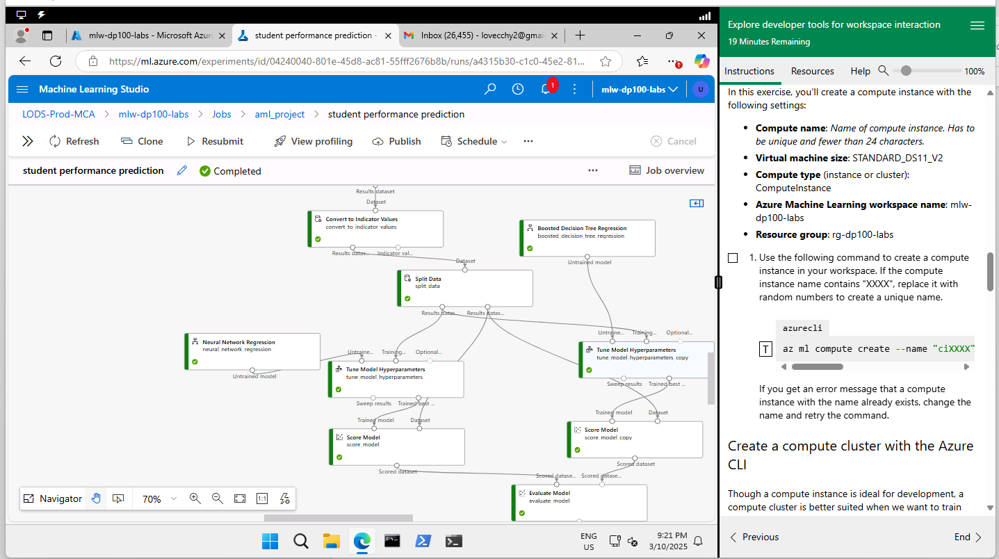 mlw-dp100-labs - Microsoft Azur
student performance prediction -
Inbox (26,455) - lovecchy2@gmai
https://ml.azure.com/experiments/id/04240040-801e-45d8-ac81-55fff2676b8b/runs/a4315b30-c1c0-45e2-81...
Machine Learning Studio
1
mlw-dp100-labs
U
LODS-Prod-MCA > mlw-dp100-labs > Jobs > aml_project > student performance prediction
Refresh
Clone
Resubmit
View profiling
Publish
Schedule
...
Cancel
student performance prediction
Completed
...
Job overview
Results dataset
Dataset
Convert to Indicator Values
convert_to_indicator_values
Results datas...
Indicator val...
Boosted Decision Tree Regression
boosted_decision_tree_regression
Untrained model
Dataset
Split Data
split_data
Results datas...
Results datas...
Neural Network Regression
neural_network_regression
Untrained model
Untraine...
Training...
Optional...
Tune Model Hyperparameters
tune_model_hyperparameters
Sweep results
Trained best ...
Untraine...
Training...
Optional...
Tune Model Hyperparameters
tune_model_hyperparameters_copy
Sweep results
Trained best ...
Trained model
Dataset
Score Model
score_model
Scored dataset
Trained model
Dataset
Score Model
score_model_copy
Scored dataset
Scored datase...
Scored datase...
Evaluate Model
evaluate_model
Navigator
70%
1:1
ENG
US
9:21 PM
3/10/2025
Explore developer tools for workspace interaction
19 Minutes Remaining
Instructions
Resources
Help
100%
In this exercise, you'll create a compute instance with the
following settings:
• Compute name: Name of compute instance. Has to
be unique and fewer than 24 characters.
• Virtual machine size: STANDARD_DS11_V2
• Compute type (instance or cluster):
ComputeInstance
• Azure Machine Learning workspace name: mlw-
dp100-labs
• Resource group: rg-dp100-labs
1. Use the following command to create a compute
instance in your workspace. If the compute
instance name contains "XXXX", replace it with
random numbers to create a unique name.
azurecli
T
az ml compute create --name "ciXXXX"
If you get an error message that a compute
instance with the name already exists, change the
name and retry the command.
Create a compute cluster with the Azure
CLI
Though a compute instance is ideal for development, a
compute cluster is better suited when we want to train
Previous
End